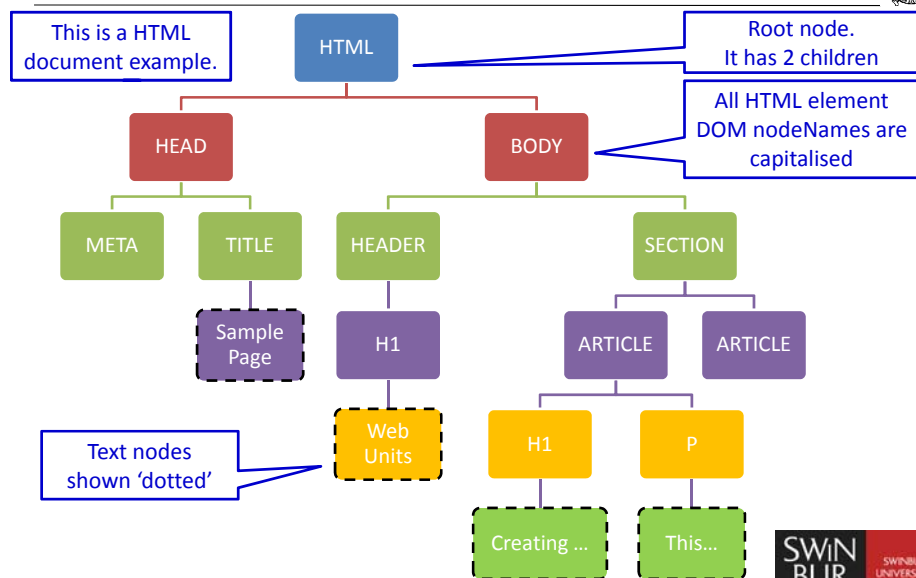 This is a HTML
document example.
HTML
Root node.
It has 2 children
All HTML element
DOM nodeNames are
capitalised
HEAD
BODY
META
TITLE
HEADER
SECTION
Sample
Page
H1
ARTICLE
ARTICLE
Text nodes
shown ‘dotted’
Web
Units
H1
P
Creating ...
This...
SWIN
BUR